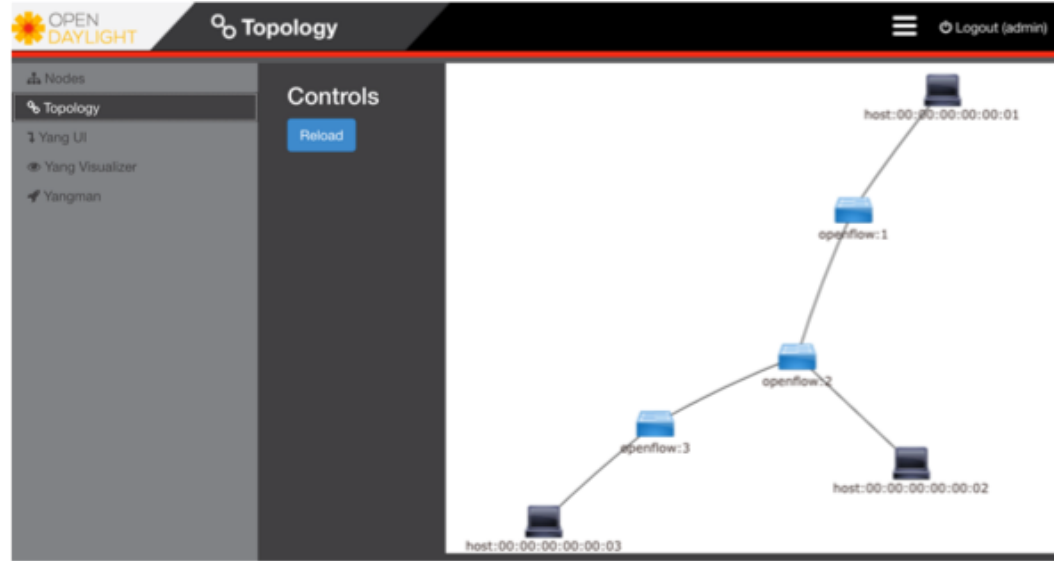 OPEN
DAYLIGHT
Topology
Logout (admin)
Nodes
Topology
Yang UI
Yang Visualizer
Yangman
Controls
Reload
host:00:00:00:00:00:01
openflow:1
openflow:2
openflow:3
host:00:00:00:00:00:02
host:00:00:00:00:00:03